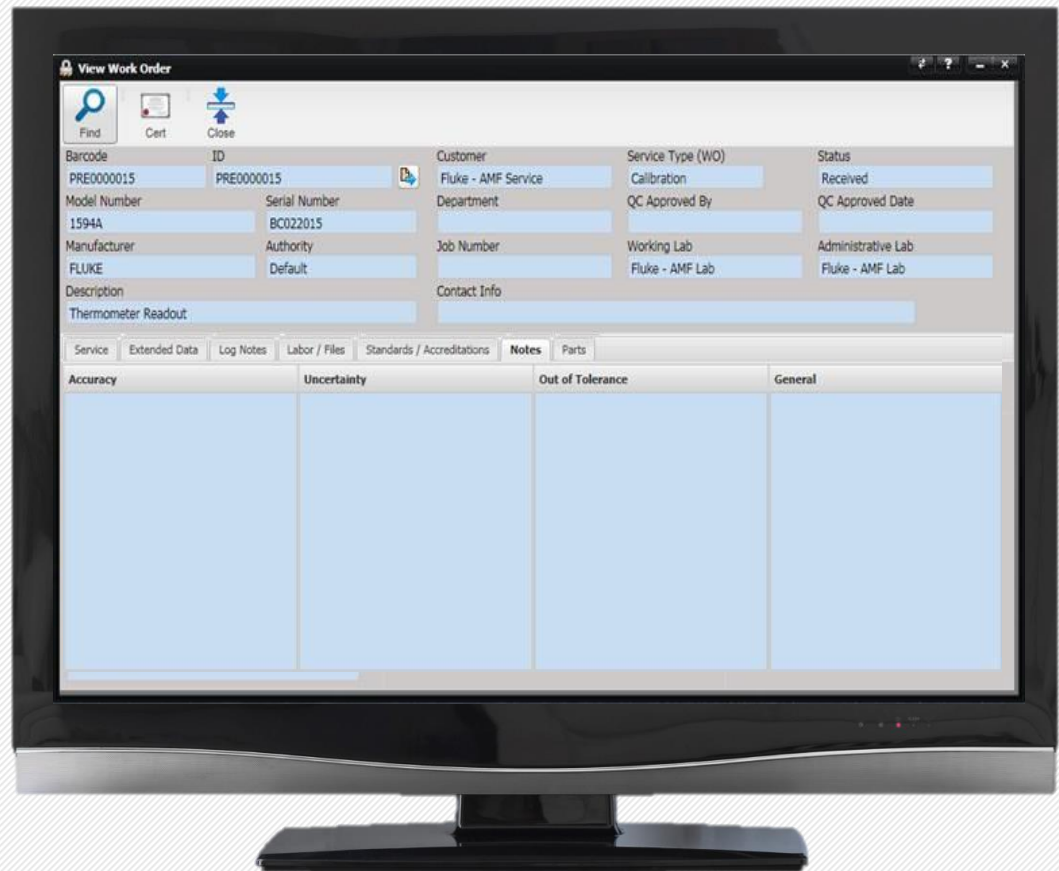 View Work Order
Find Cert Close
Barcode ID Customer Service Type (WO) Status
PRE0000015 PRE0000015 Fluke - AMF Service Calibration Received
Model Number Serial Number Department QC Approved By QC Approved Date
1594A BC022015
Manufacturer Authority Job Number Working Lab Administrative Lab
FLUKE Default Fluke - AMF Lab Fluke - AMF Lab
Description Contact Info
Thermometer Readout
Service Extended Data Log Notes Labor / Files Standards / Accreditations Notes Parts
Accuracy Uncertainty Out of Tolerance General